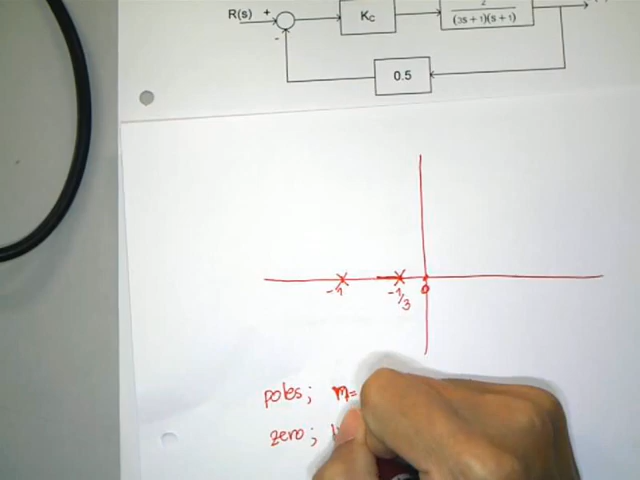 R(s) + Kc 2
(3s+1)(s+1)
-
0.5
-1 -1/3 0
poles; n=
zero;